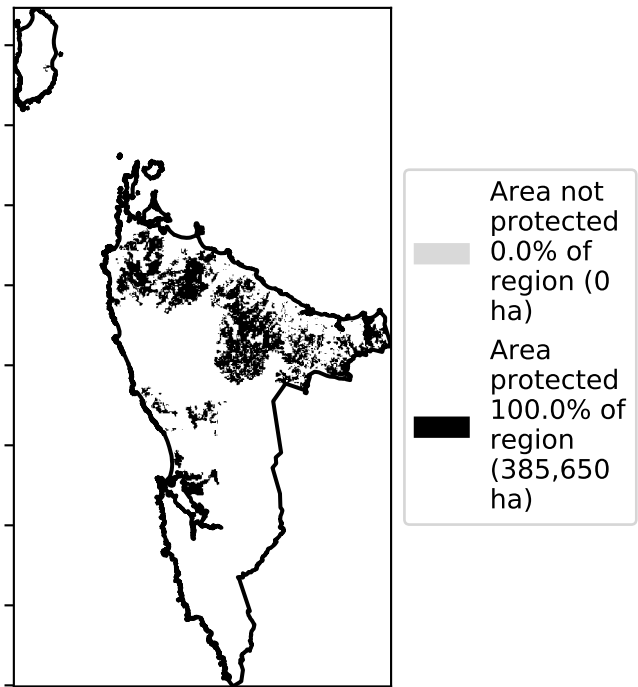 Area not
protected
0.0% of
region (0
ha)
Area
protected
100.0% of
region
(385,650
ha)